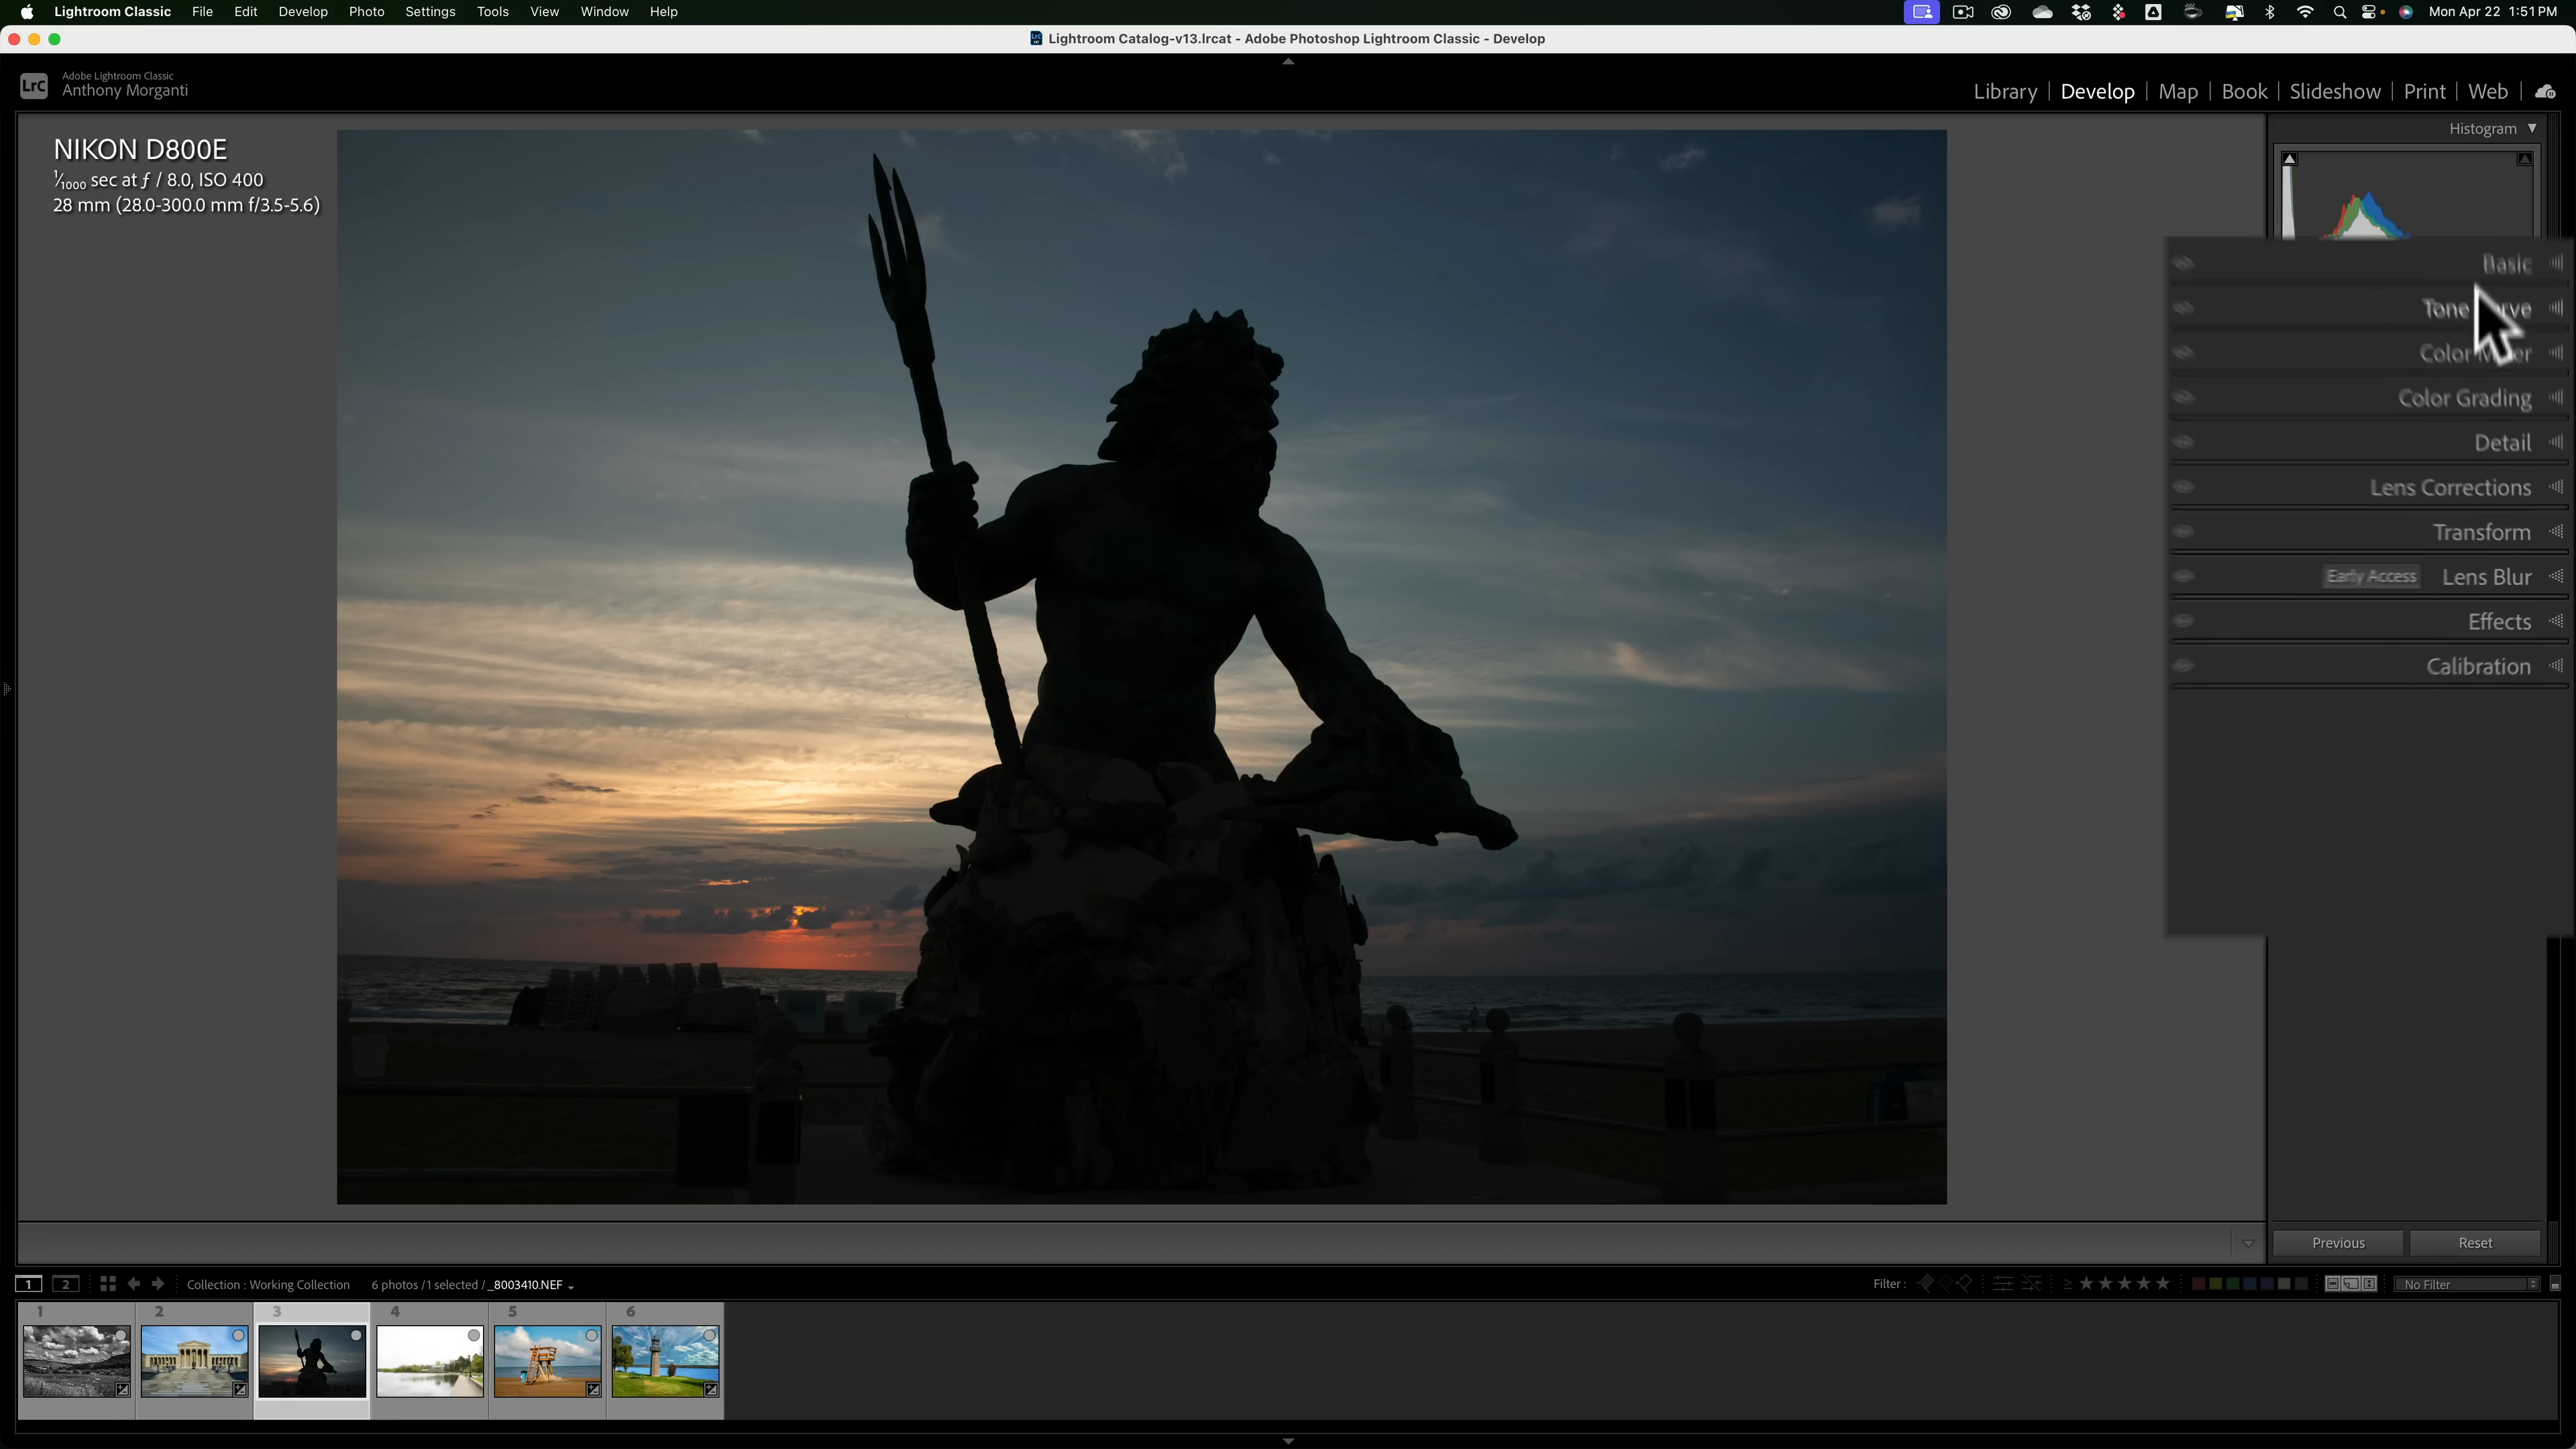 Lightroom Classic File Edit Develop Photo Settings Tools View Window Help Mon Apr 22 1:51 PM
Lightroom Catalog-v13.lrcat - Adobe Photoshop Lightroom Classic - Develop
LrC Adobe Lightroom Classic
Anthony Morganti
Library | Develop | Map | Book | Slideshow | Print | Web |
Histogram
NIKON D800E
1/1000 sec at ƒ / 8.0, ISO 400
28 mm (28.0-300.0 mm f/3.5-5.6)
Basic
Tone
Color
Color Grading
Detail
Lens Corrections
Transform
Early Access Lens Blur
Effects
Calibration
Previous Reset
1 2 Collection : Working Collection 6 photos / 1 selected / _8003410.NEF Filter : ≥ ★ ★ ★ ★ ★ No Filter
1 2 3 4 5 6